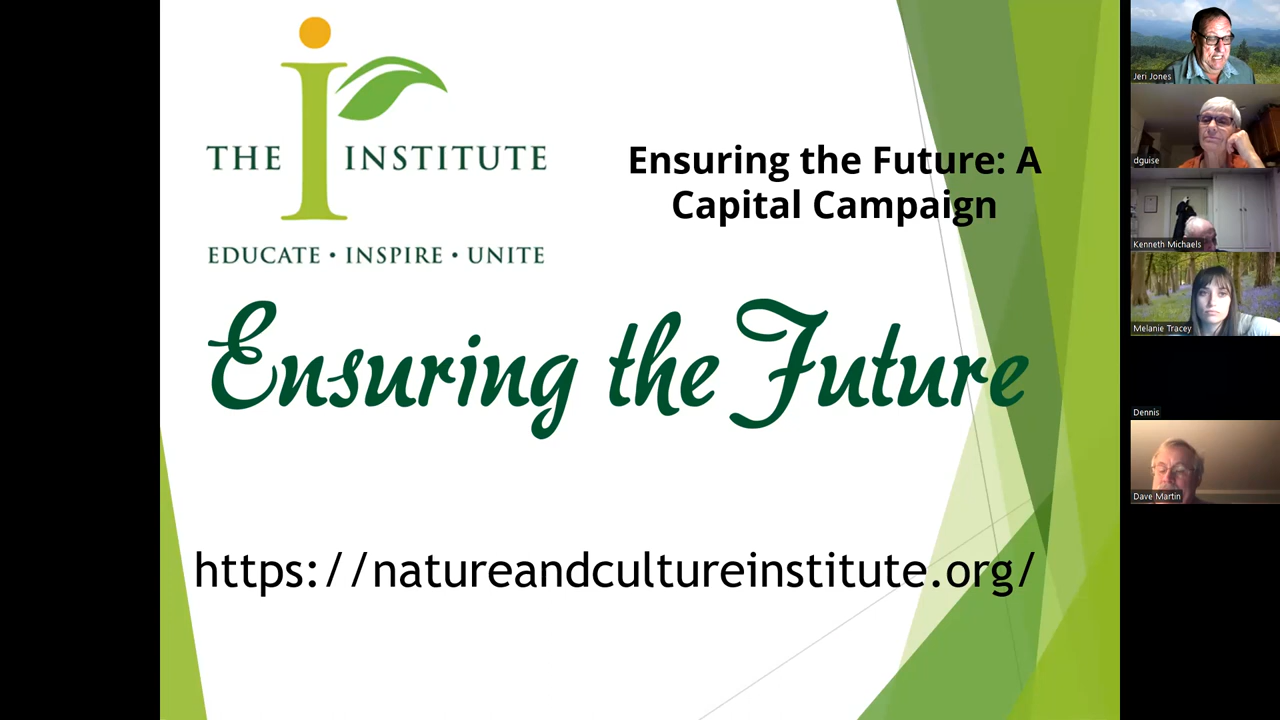 THE INSTITUTE
EDUCATE • INSPIRE • UNITE
Ensuring the Future: A
Capital Campaign
Ensuring the Future
https://natureandcultureinstitute.org/
Jeri Jones
dguise
Kenneth Michaels
Melanie Tracey
Dennis
Dave Martin